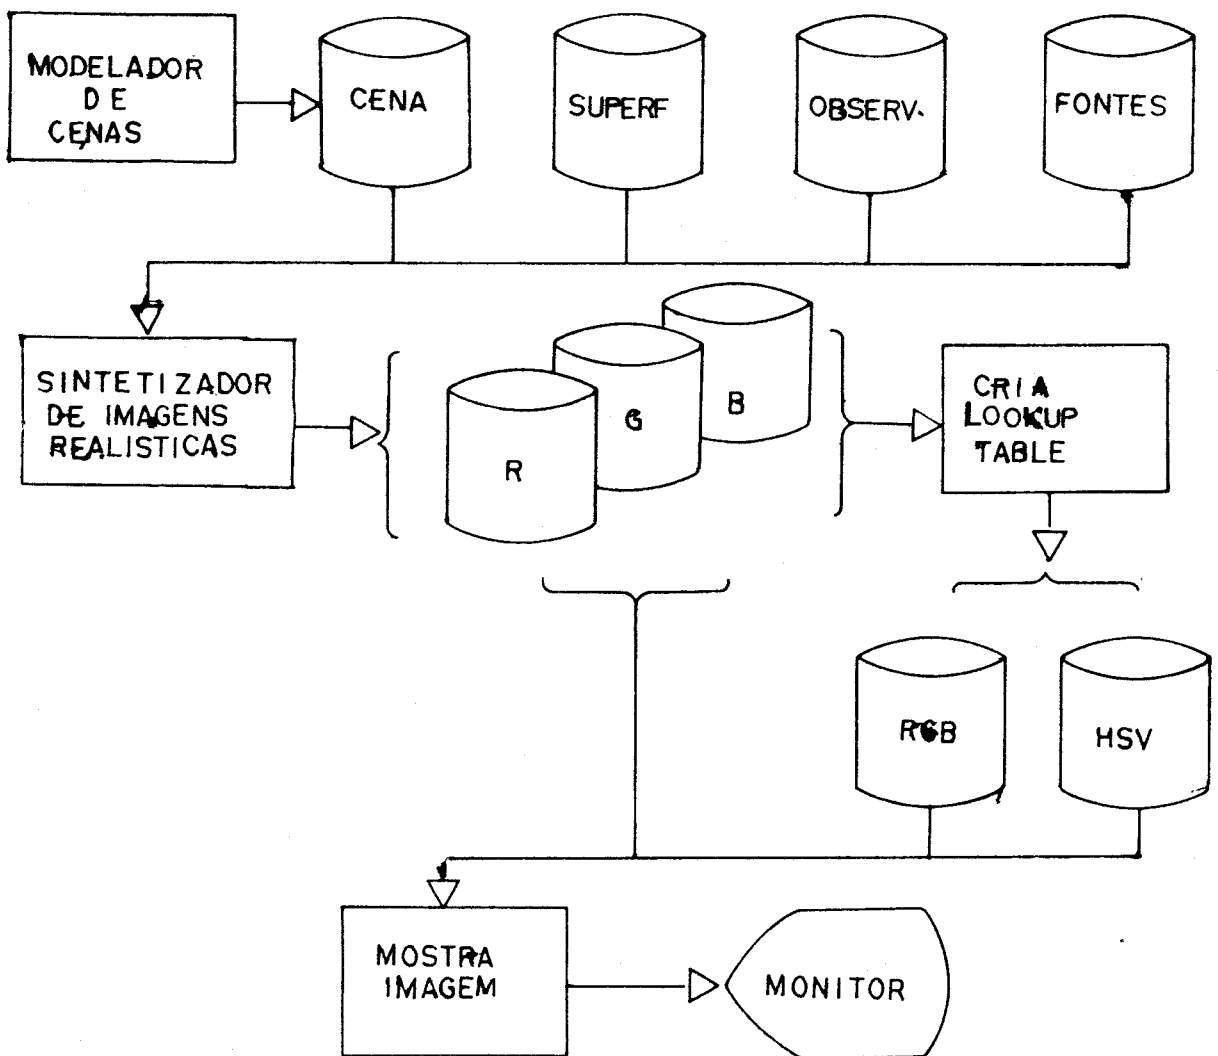 MODELADOR
DE
CENAS
CENA
SUPERF
OBSERV.
FONTES
SINTETIZADOR
DE IMAGENS
REALISTICAS
R
G
B
CRIA
LOOKUP
TABLE
RGB
HSV
MOSTRA
IMAGEM
MONITOR